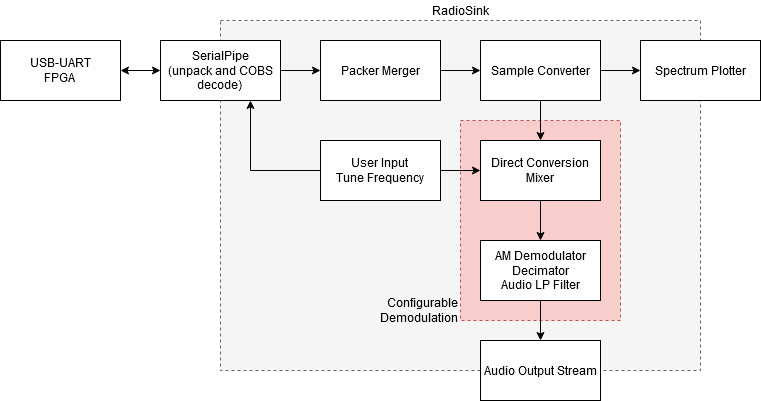 RadioSink
USB-UART
FPGA
SerialPipe
(unpack and COBS
decode)
Packer Merger
Sample Converter
Spectrum Plotter
User Input
Tune Frequency
Direct Conversion
Mixer
AM Demodulator
Decimator
Audio LP Filter
Configurable
Demodulation
Audio Output Stream